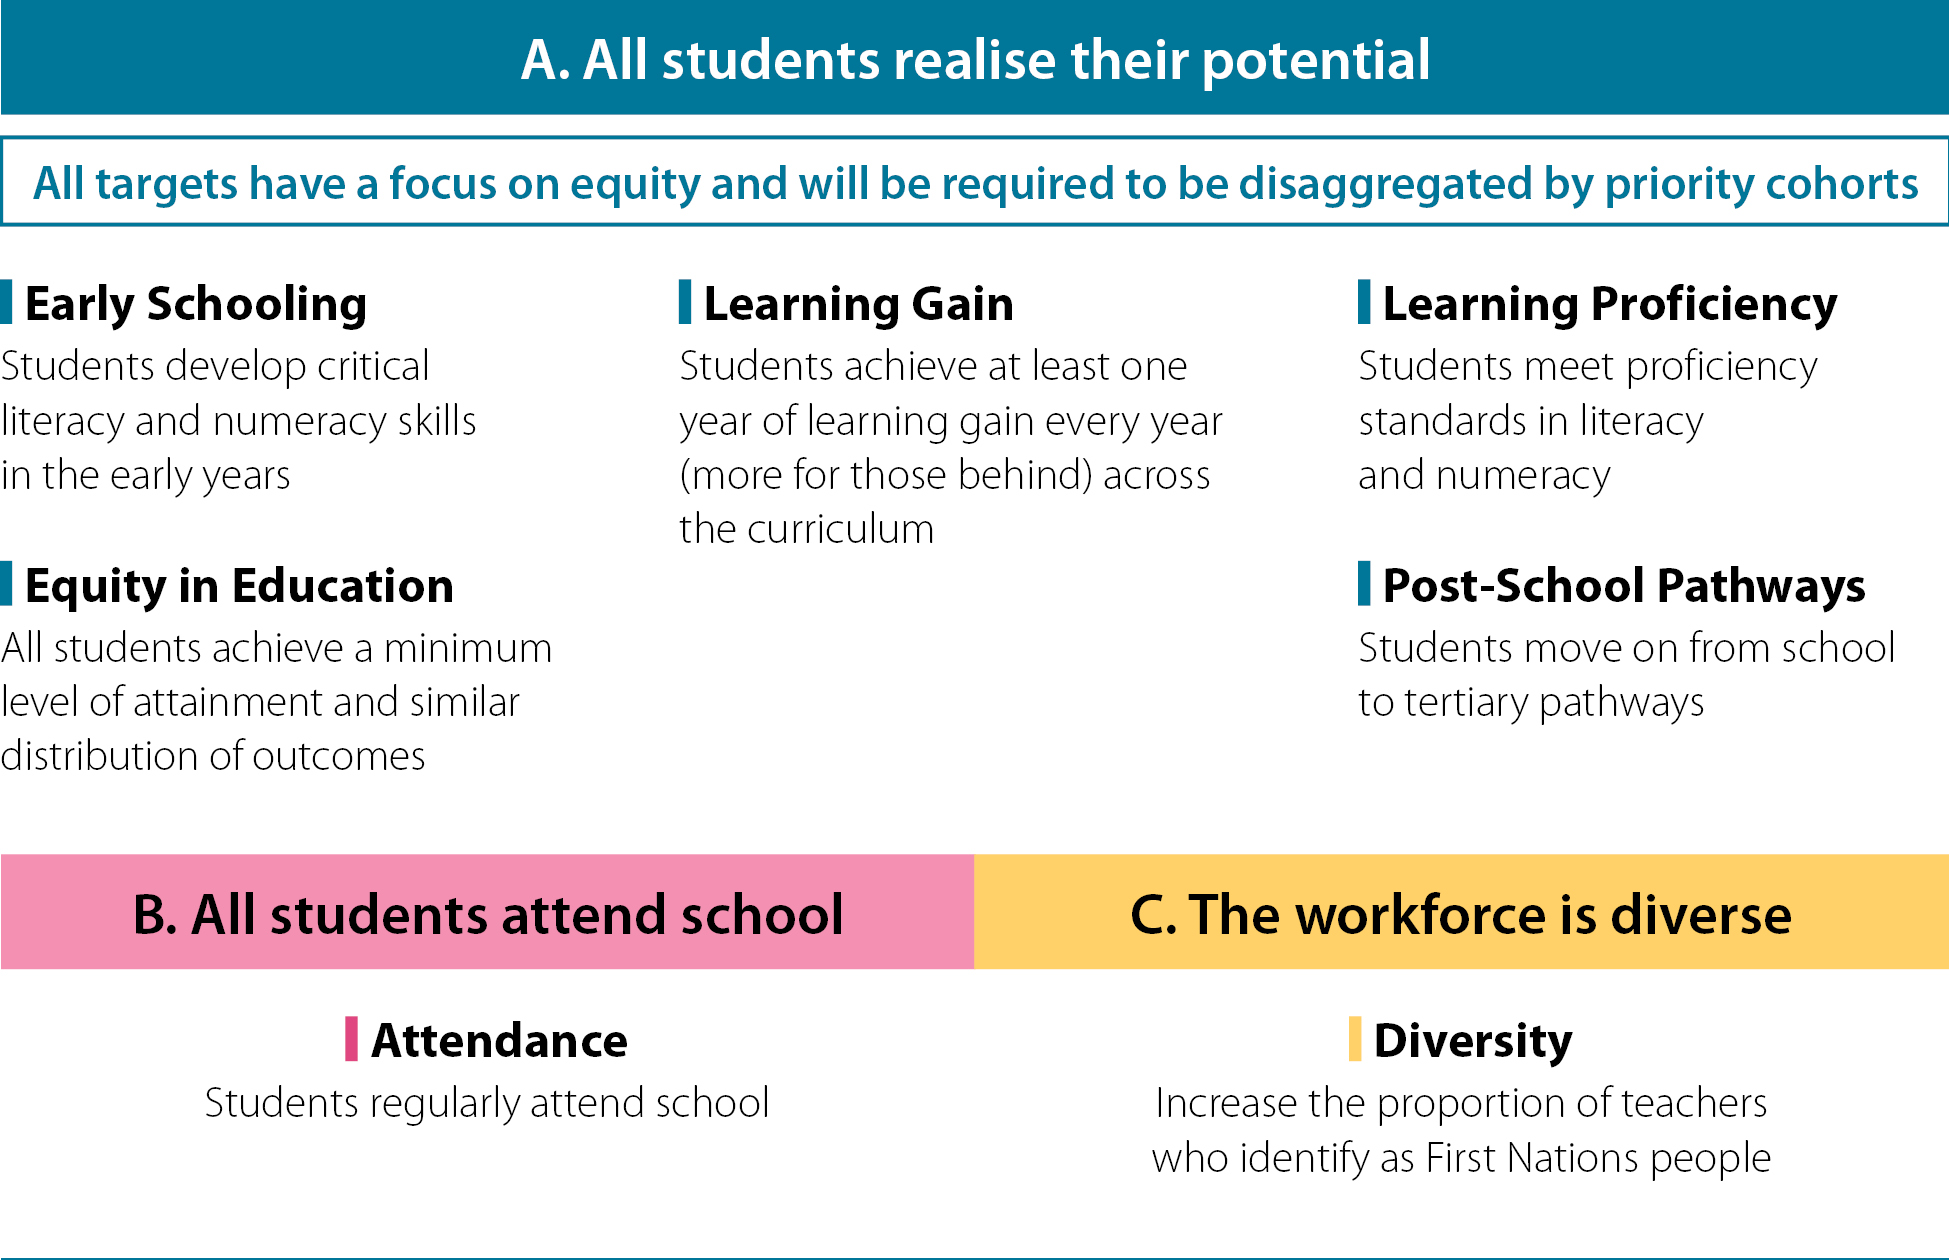 A. All students realise their potential
All targets have a focus on equity and will be required to be disaggregated by priority cohorts
Early Schooling
Students develop critical
literacy and numeracy skills
in the early years
Learning Gain
Students achieve at least one
year of learning gain every year
(more for those behind) across
the curriculum
Learning Proficiency
Students meet proficiency
standards in literacy
and numeracy
Equity in Education
All students achieve a minimum
level of attainment and similar
distribution of outcomes
Post-School Pathways
Students move on from school
to tertiary pathways
B. All students attend school
Attendance
Students regularly attend school
C. The workforce is diverse
Diversity
Increase the proportion of teachers
who identify as First Nations people